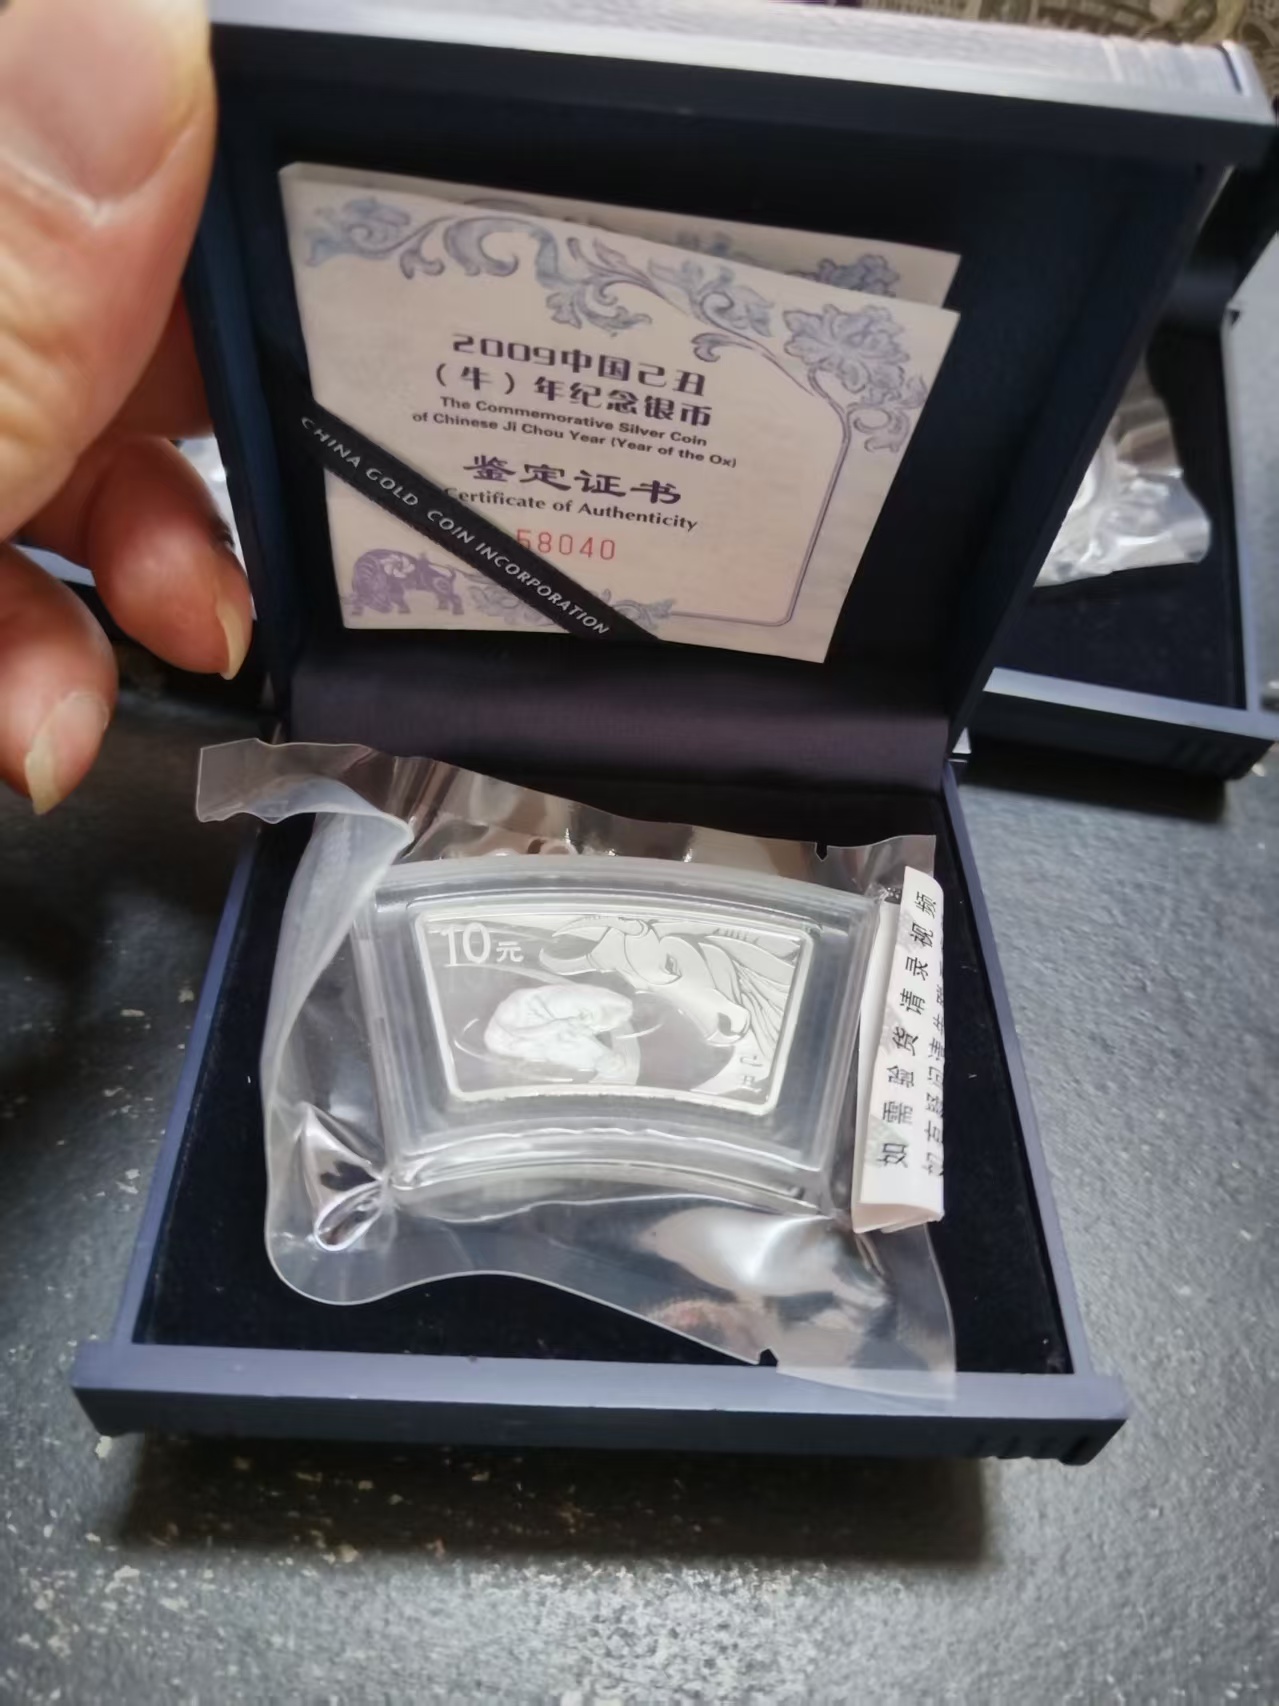 2009中国己丑
（牛）年纪念银币
The Commemorative Silver Coin
of Chinese Ji Chou Year (Year of the Ox)
鉴定证书
Certificate of Authenticity
58040
CHINA GOLD COIN INCORPORATION
10元
己丑
如需验货请录视频